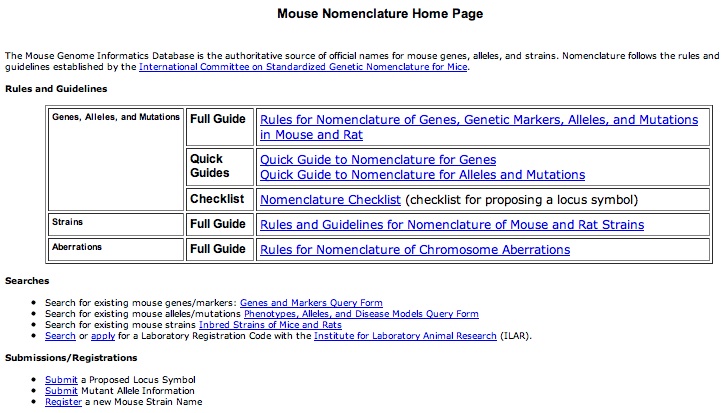 Mouse Nomenclature Home Page
The Mouse Genome Informatics Database is the authoritative source of official names for mouse genes, alleles, and strains. Nomenclature follows the rules and
guidelines established by the International Committee on Standardized Genetic Nomenclature for Mice.
Rules and Guidelines
Genes, Alleles, and Mutations Full Guide Rules for Nomenclature of Genes, Genetic Markers, Alleles, and Mutations
in Mouse and Rat
Quick Quick Guide to Nomenclature for Genes
Guides Quick Guide to Nomenclature for Alleles and Mutations
Checklist Nomenclature Checklist (checklist for proposing a locus symbol)
Strains Full Guide Rules and Guidelines for Nomenclature of Mouse and Rat Strains
Aberrations Full Guide Rules for Nomenclature of Chromosome Aberrations
Searches
• Search for existing mouse genes/markers: Genes and Markers Query Form
• Search for existing mouse alleles/mutations Phenotypes, Alleles, and Disease Models Query Form
• Search for existing mouse strains Inbred Strains of Mice and Rats
• Search or apply for a Laboratory Registration Code with the Institute for Laboratory Animal Research (ILAR).
Submissions/Registrations
• Submit a Proposed Locus Symbol
• Submit Mutant Allele Information
• Register a new Mouse Strain Name